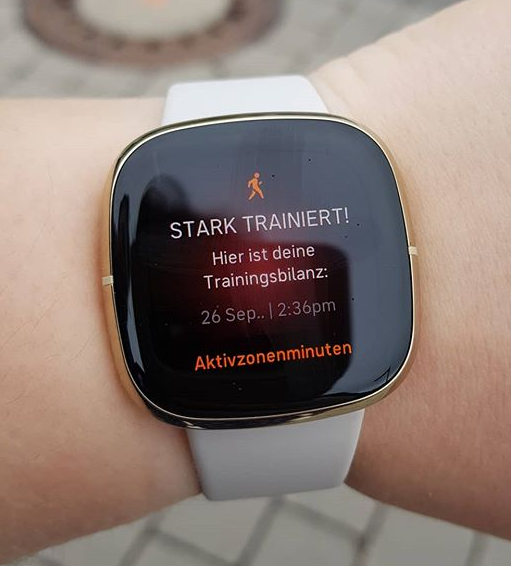 STARK TRAINIERT!
Hier ist deine
Trainingsbilanz:
26 Sep.. | 2:36pm
Aktivzonenminuten